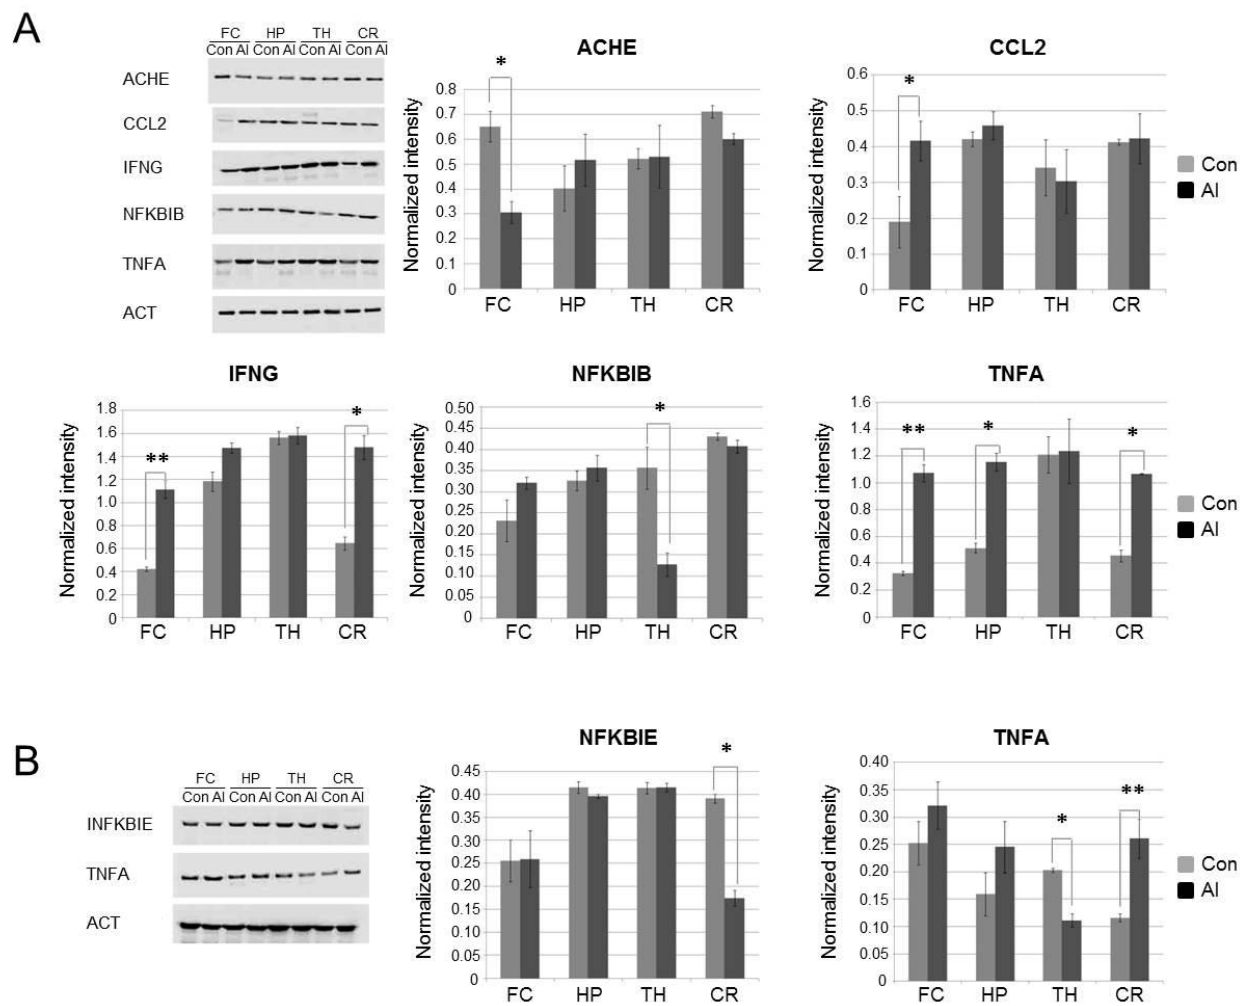 A
FC HP TH CR
Con Al Con Al Con Al Con Al
ACHE
CCL2
IFNG
NFKBIB
TNFA
ACT
ACHE
*
Normalized intensity
0.8
0.7
0.6
0.5
0.4
0.3
0.2
0.1
0
FC HP TH CR
CCL2
*
Normalized intensity
0.6
0.5
0.4
0.3
0.2
0.1
0
FC HP TH CR
Con
Al
IFNG
** *
Normalized intensity
1.8
1.6
1.4
1.2
1.0
0.8
0.6
0.4
0.2
0
FC HP TH CR
NFKBIB
*
Normalized intensity
0.50
0.45
0.40
0.35
0.30
0.25
0.20
0.15
0.10
0.05
0
FC HP TH CR
TNFA
** * *
Normalized intensity
1.6
1.4
1.2
1.0
0.8
0.6
0.4
0.2
0
FC HP TH CR
Con
Al
B
FC HP TH CR
Con Al Con Al Con Al Con Al
INFKBIE
TNFA
ACT
NFKBIE
*
Normalized intensity
0.45
0.40
0.35
0.30
0.25
0.20
0.15
0.10
0.05
0
FC HP TH CR
TNFA
* **
Normalized intensity
0.40
0.35
0.30
0.25
0.20
0.15
0.10
0.05
0
FC HP TH CR
Con
Al